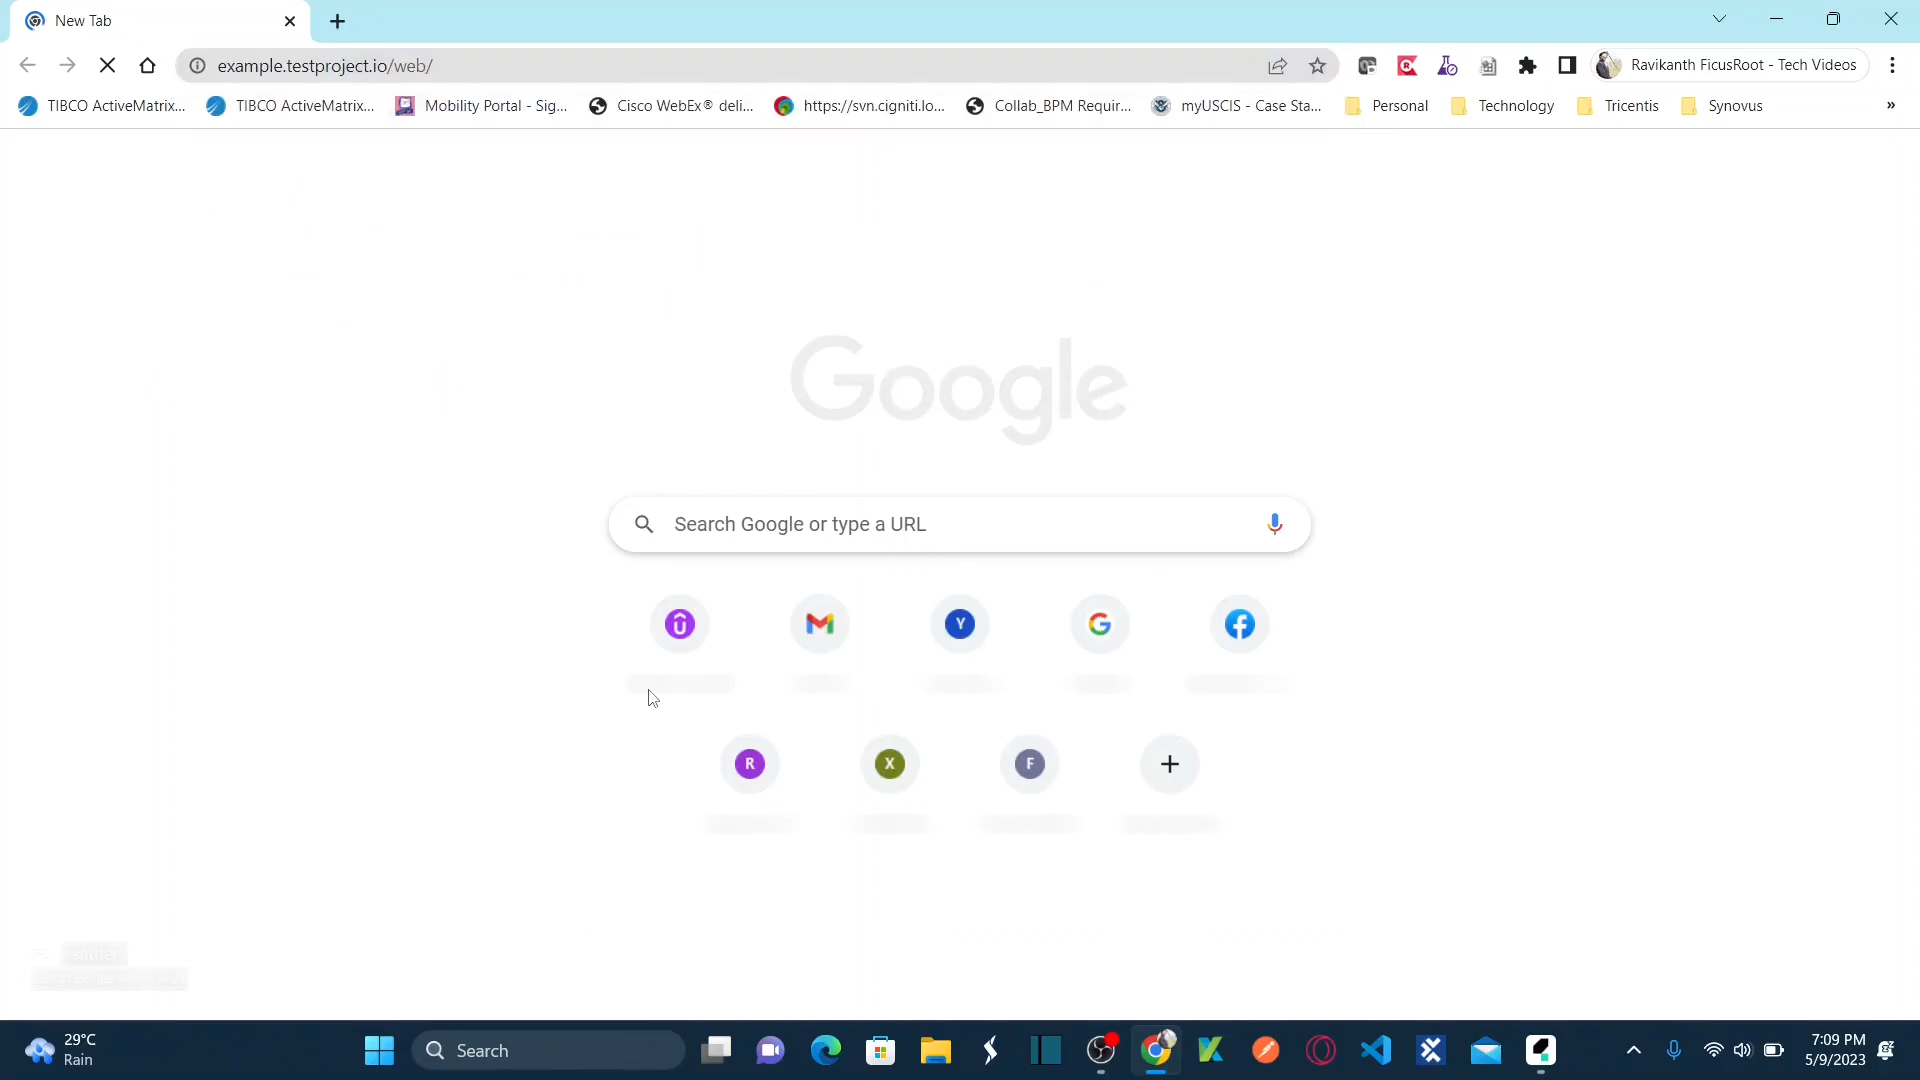 New Tab
example.testproject.io/web/
Ravikanth FicusRoot - Tech Videos
TIBCO ActiveMatrix... TIBCO ActiveMatrix... Mobility Portal - Sig... Cisco WebEx® deli... https://svn.cigniti.lo... Collab_BPM Requir... myUSCIS - Case Sta... Personal Technology Tricentis Synovus »
Google
Search Google or type a URL
Y G
R X F
29°C
Rain
Search
7:09 PM
5/9/2023